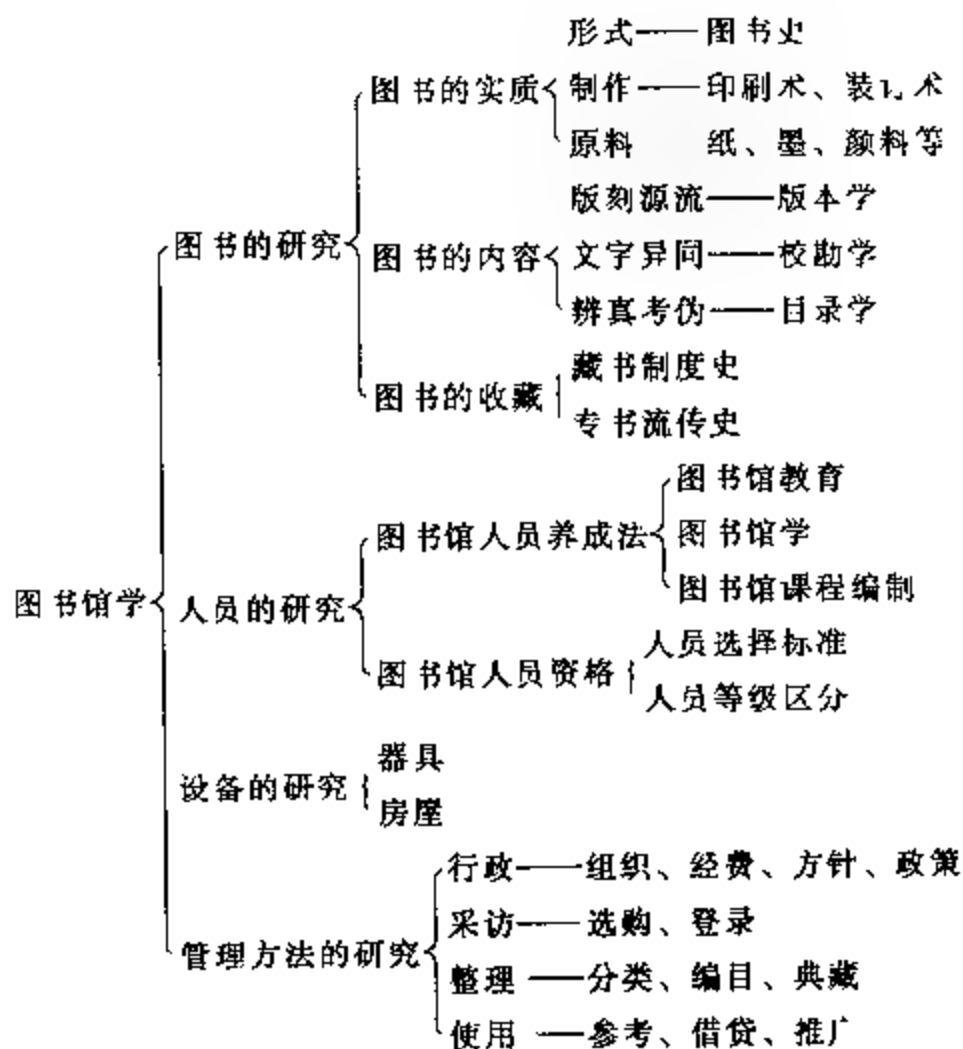 形式——图书史
图书的实质 制作——印刷术、装订术
原料 纸、墨、颜料等
版刻源流——版本学
图书的研究 图书的内容 文字异同——校勘学
辨真考伪——目录学
图书的收藏 藏书制度史
专书流传史
图书馆教育
图书馆人员养成法 图书馆学
图书馆课程编制
图书馆学 人员的研究
图书馆人员资格 人员选择标准
人员等级区分
设备的研究 器具
房屋
行政——组织、经费、方针、政策
采访——选购、登录
管理方法的研究
整理——分类、编目、典藏
使用——参考、借贷、推广